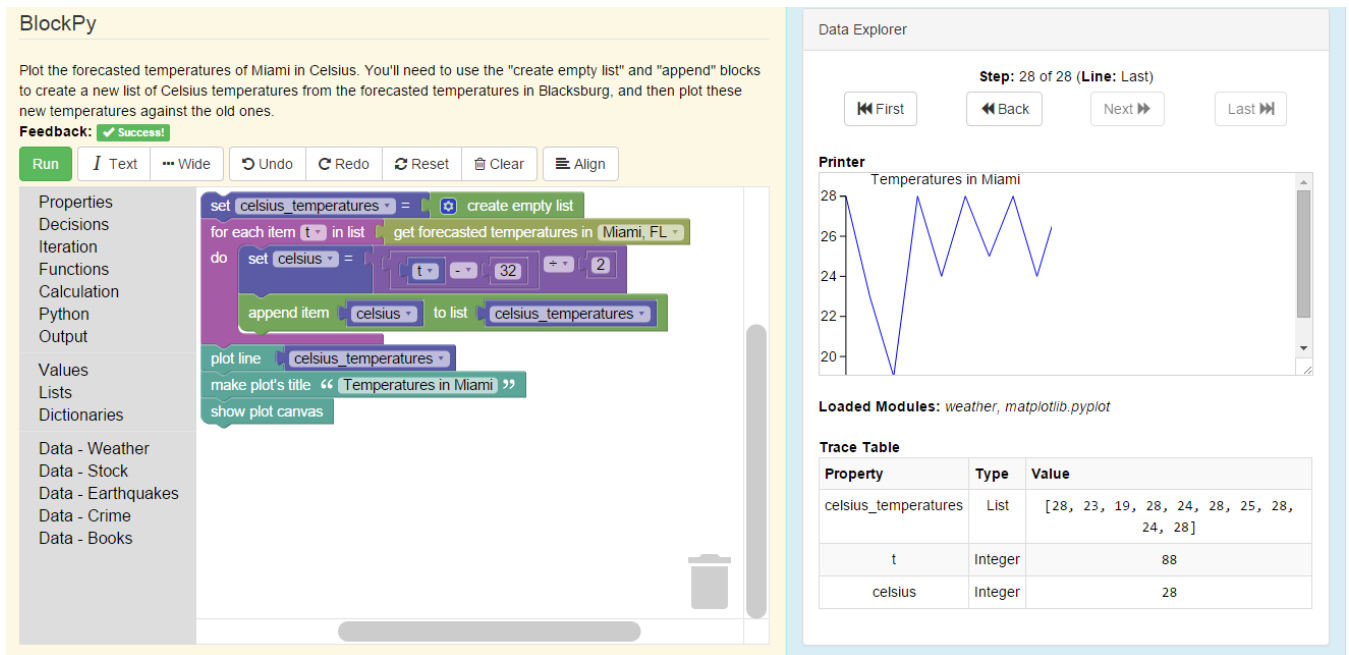 BlockPy
Plot the forecasted temperatures of Miami in Celsius. You'll need to use the "create empty list" and "append" blocks
to create a new list of Celsius temperatures from the forecasted temperatures in Blacksburg, and then plot these
new temperatures against the old ones.
Feedback: Success!
Run Text Wide Undo Redo Reset Clear Align
Properties
Decisions
Iteration
Functions
Calculation
Python
Output
Values
Lists
Dictionaries
Data - Weather
Data - Stock
Data - Earthquakes
Data - Crime
Data - Books
set celsius_temperatures = create empty list
for each item t in list get forecasted temperatures in Miami, FL
do set celsius = t - 32 ÷ 2
append item celsius to list celsius_temperatures
plot line celsius_temperatures
make plot's title “ Temperatures in Miami ”
show plot canvas
Data Explorer
Step: 28 of 28 (Line: Last)
First Back Next Last
Printer
Temperatures in Miami
28
26
24
22
20
Loaded Modules: weather, matplotlib.pyplot
Trace Table
Property Type Value
celsius_temperatures List [28, 23, 19, 28, 24, 28, 25, 28,
24, 28]
t Integer 88
celsius Integer 28